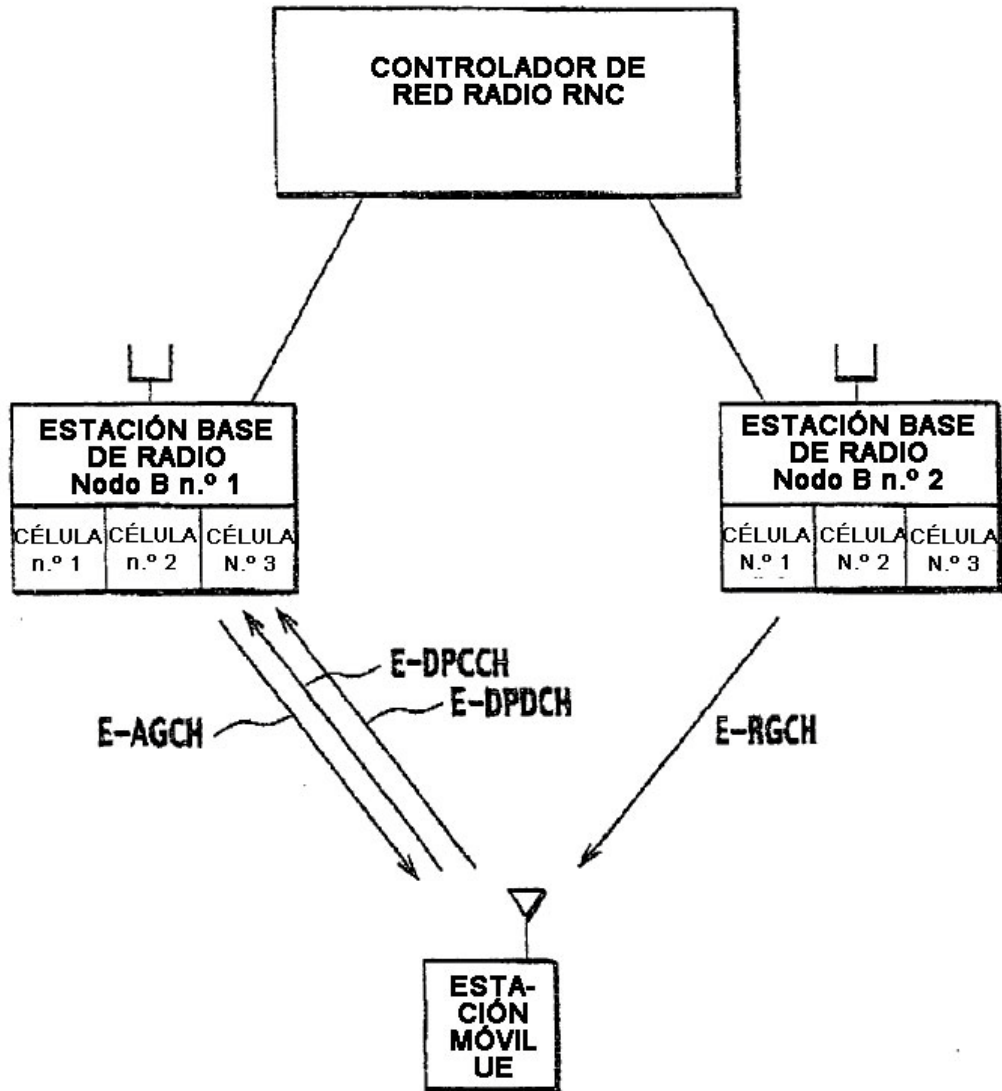 CONTROLADOR DE
RED RADIO RNC
ESTACIÓN BASE
DE RADIO
Nodo B n.º 1
CÉLULA
n.º 1
CÉLULA
n.º 2
CÉLULA
N.º 3
ESTACIÓN BASE
DE RADIO
Nodo B n.º 2
CÉLULA
N.º 1
CÉLULA
N.º 2
CÉLULA
N.º 3
E-DPCCH
E-DPDCH
E-AGCH
E-RGCH
ESTA-
CIÓN
MÓVIL
UE